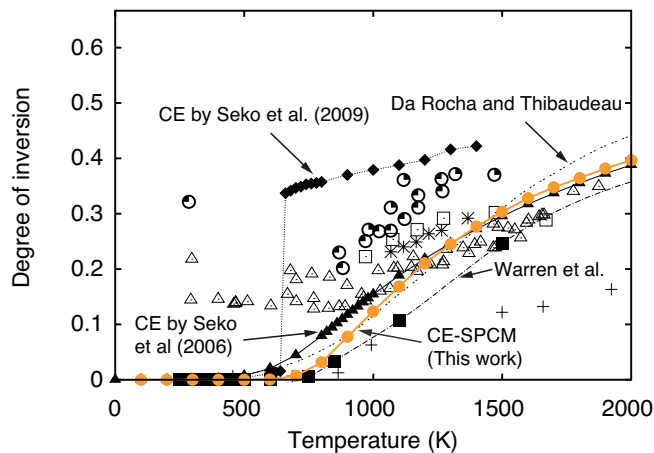 0.6
0.5
0.4
0.3
0.2
0.1
0
Degree of inversion
CE by Seko et al. (2009)
Da Rocha and Thibaudeau
Warren et al.
CE by Seko
et al (2006)
CE-SPCM
(This work)
0
500
1000
1500
2000
Temperature (K)